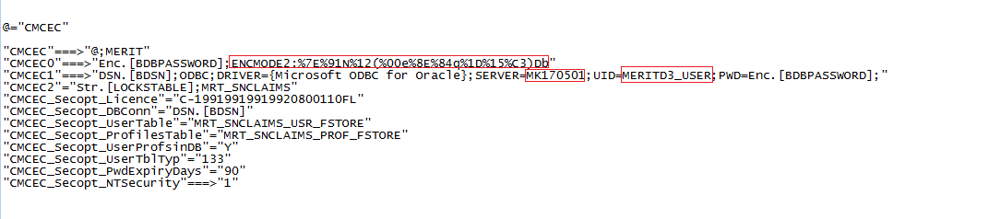 @="CMCEC"
"CMCEC"===>"@;MERIT"
"CMCEC0"===>"Enc.[BDBPASSWORD];ENCMODE2:%7E%91N%12(%00e%8E%84q%1D%15%C3)Db"
"CMCEC1"===>"DSN.[BDSN];ODBC;DRIVER={Microsoft ODBC for Oracle};SERVER=MK170501;UID=MERITD3_USER;PWD=Enc.[BDBPASSWORD];"
"CMCEC2"="Str.[LOCKSTABLE];MRT_SNCLAIMS"
"CMCEC_Secopt_Licence"="C-19919919919920800110FL"
"CMCEC_Secopt_DBConn"="DSN.[BDSN]"
"CMCEC_Secopt_UserTable"="MRT_SNCLAIMS_USR_FSTORE"
"CMCEC_Secopt_ProfilesTable"="MRT_SNCLAIMS_PROF_FSTORE"
"CMCEC_Secopt_UserProfsinDB"="Y"
"CMCEC_Secopt_UserTblTyp"="133"
"CMCEC_Secopt_PwdExpiryDays"="90"
"CMCEC_Secopt_NTSecurity"===>"1"